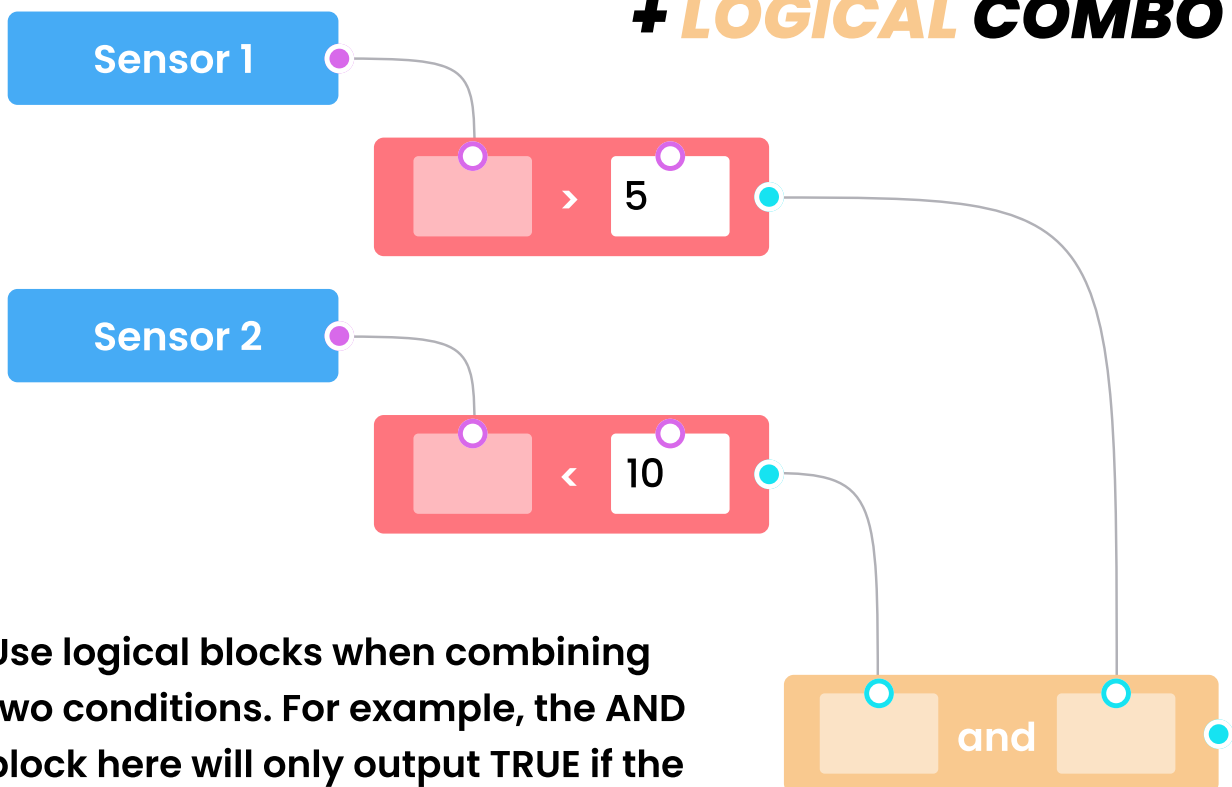 + LOGICAL COMBO
Sensor 1
> 5
Sensor 2
< 10
Use logical blocks when combining
two conditions. For example, the AND
block here will only output TRUE if the
and